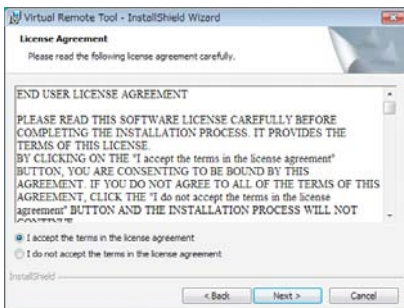 Virtual Remote Tool - InstallShield Wizard
License Agreement
Please read the following license agreement carefully.
END USER LICENSE AGREEMENT
PLEASE READ THIS SOFTWARE LICENSE CAREFULLY BEFORE
COMPLETING THE INSTALLATION PROCESS. IT PROVIDES THE
TERMS OF THIS LICENSE.
BY CLICKING ON THE "I accept the terms in the license agreement"
BUTTON, YOU ARE CONSENTING TO BE BOUND BY THIS
AGREEMENT. IF YOU DO NOT AGREE TO ALL OF THE TERMS OF THIS
AGREEMENT, CLICK THE "I do not accept the terms in the license
agreement" BUTTON AND THE INSTALLATION PROCESS WILL NOT
CONTINUE
I accept the terms in the license agreement
I do not accept the terms in the license agreement
InstallShield
< Back Next > Cancel